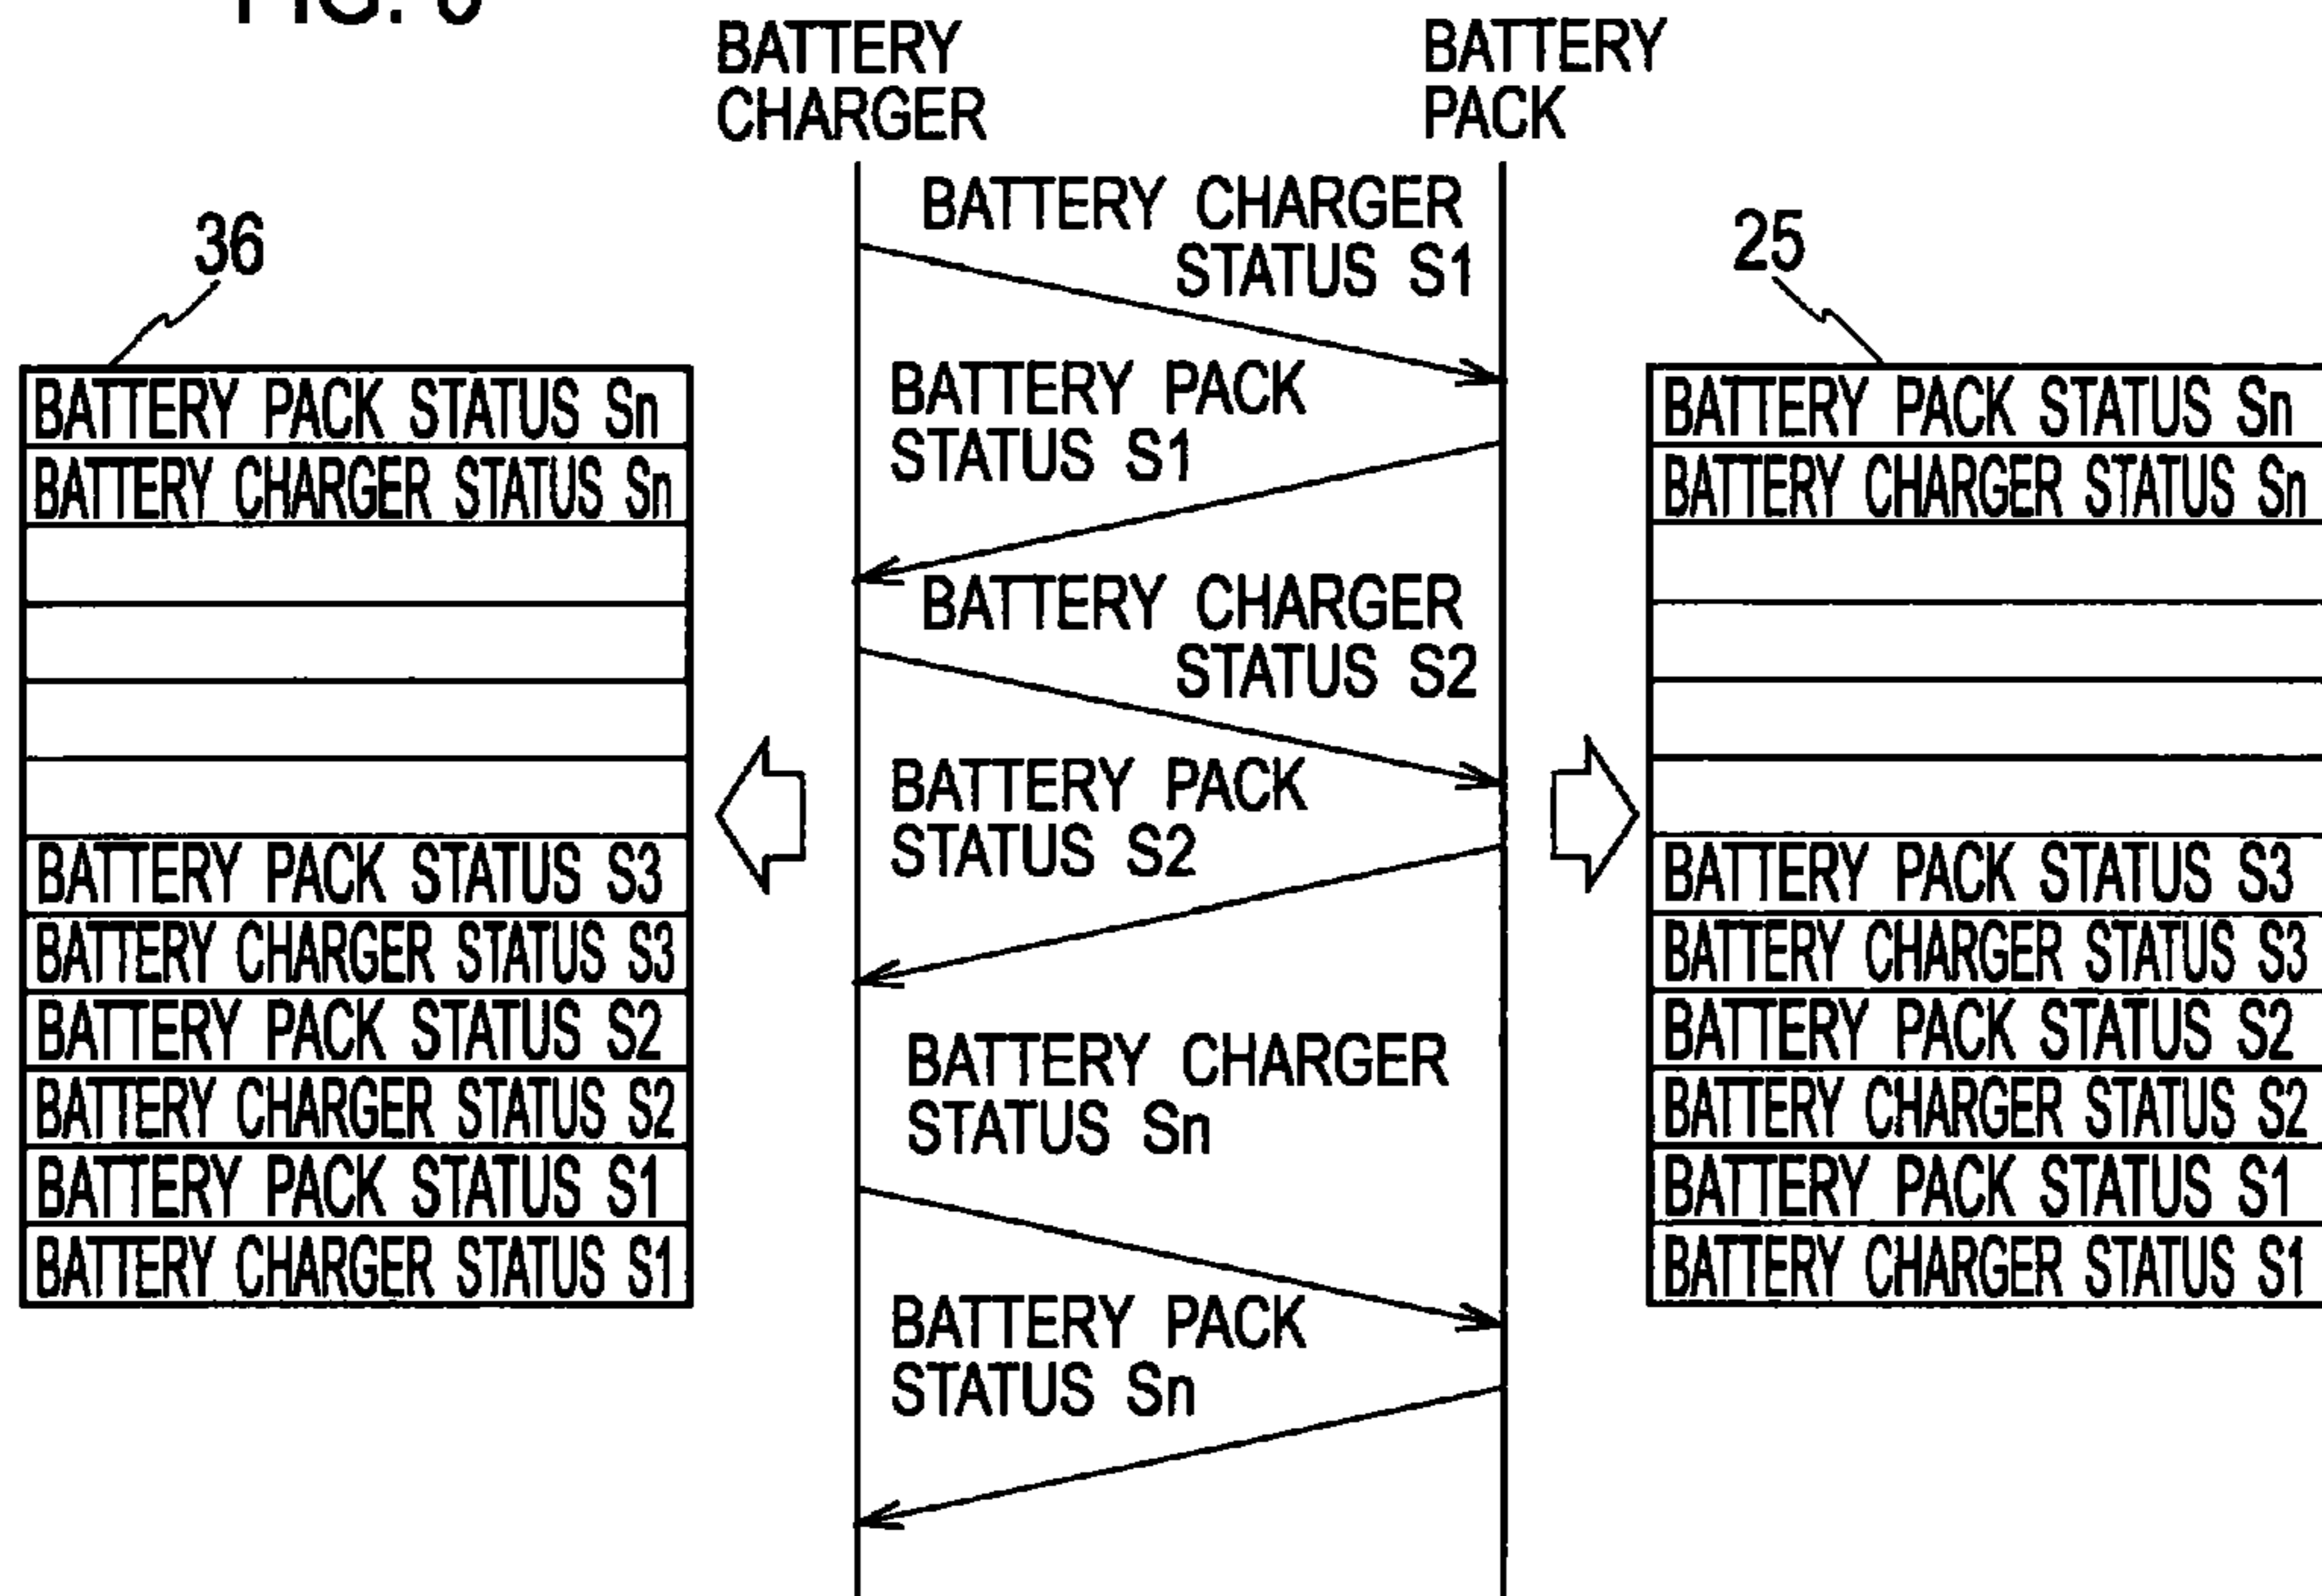 BATTERY
CHARGER
BATTERY
PACK
36
BATTERY PACK STATUS Sn
BATTERY CHARGER STATUS Sn
BATTERY PACK STATUS S3
BATTERY CHARGER STATUS S3
BATTERY PACK STATUS S2
BATTERY CHARGER STATUS S2
BATTERY PACK STATUS S1
BATTERY CHARGER STATUS S1
BATTERY CHARGER
STATUS S1
BATTERY PACK
STATUS S1
BATTERY CHARGER
STATUS S2
BATTERY PACK
STATUS S2
BATTERY CHARGER
STATUS Sn
BATTERY PACK
STATUS Sn
25
BATTERY PACK STATUS Sn
BATTERY CHARGER STATUS Sn
BATTERY PACK STATUS S3
BATTERY CHARGER STATUS S3
BATTERY PACK STATUS S2
BATTERY CHARGER STATUS S2
BATTERY PACK STATUS S1
BATTERY CHARGER STATUS S1